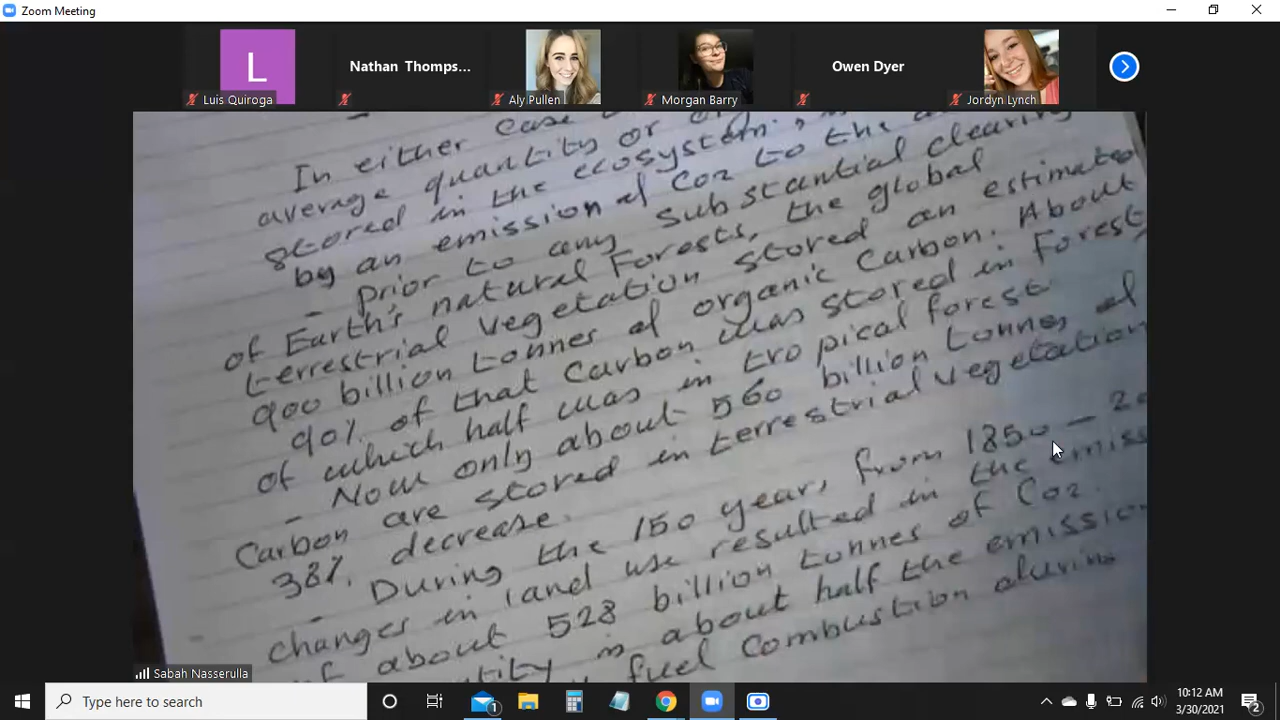 Zoom Meeting
L
Luis Quiroga
Nathan Thomps...
Aly Pullen
Morgan Barry
Owen Dyer
Jordyn Lynch
In either case
average quantity or
stored in the ecosystem,
by an emission of CO2 to the
- Prior to any substantial clearing
of Earth's natural Forests, the global
terrestrial vegetation stored an estimated
900 billion tonnes of organic Carbon. About
90% of that Carbon was stored in Forest,
of which half was in tropical forest
- Now only about 560 billion tonnes of
Carbon are stored in terrestrial vegetation
38% decrease.
- During the 150 year, from 1850 - 20
changes in land use resulted in the emiss
of about 528 billion tonnes of CO2.
is about half the emission
fuel Combustion during
Sabah Nasserulla
Type here to search
1
10:12 AM
3/30/2021
2